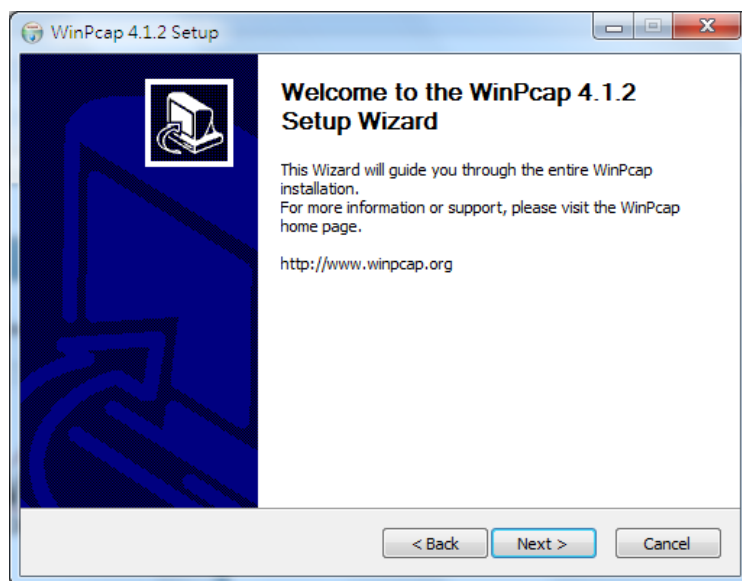 WinPcap 4.1.2 Setup
Welcome to the WinPcap 4.1.2
Setup Wizard
This Wizard will guide you through the entire WinPcap
installation.
For more information or support, please visit the WinPcap
home page.
http://www.winpcap.org
< Back
Next >
Cancel